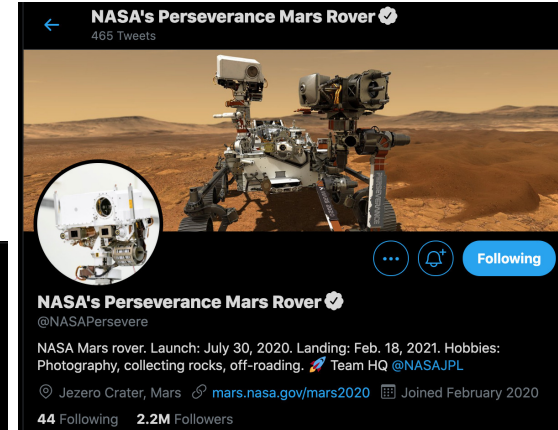 NASA's Perseverance Mars Rover
465 Tweets
Following
NASA's Perseverance Mars Rover
@NASAPersevere
NASA Mars rover. Launch: July 30, 2020. Landing: Feb. 18, 2021. Hobbies:
Photography, collecting rocks, off-roading. 🚀 Team HQ @NASAJPL
Jezero Crater, Mars mars.nasa.gov/mars2020 Joined February 2020
44 Following 2.2M Followers